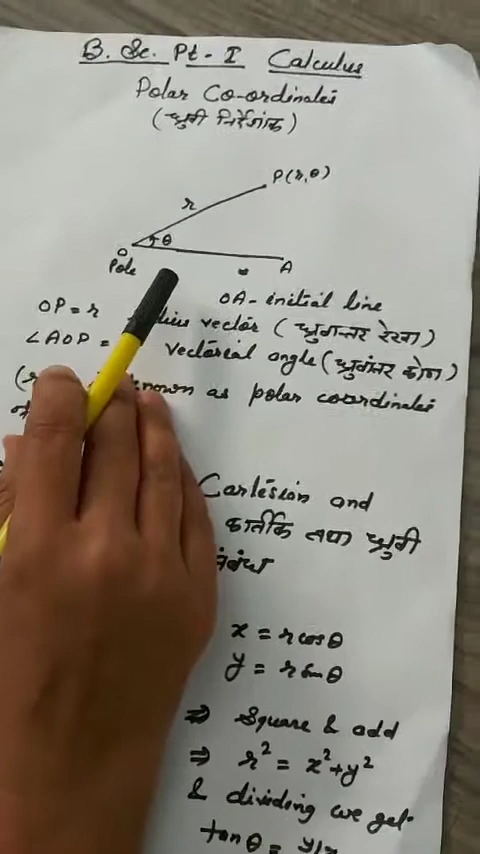 B. Sc. Pt - I Calculus
Polar Co-ordinates
(ध्रुवी निर्देशांक)
P(r, θ)
r
θ
O
Pole
A
OA - initial line
OP = r vector (ध्रुवान्तर रेखा)
∠AOP = vectorial angle (ध्रुवांतर कोण)
known as polar coordinates
Cartesian and
कार्तीक तथा ध्रुवी
संबंध
x = r cos θ
y = r sin θ
⇒ Square & add
⇒ r² = x² + y²
& dividing we get
tan θ = y/x